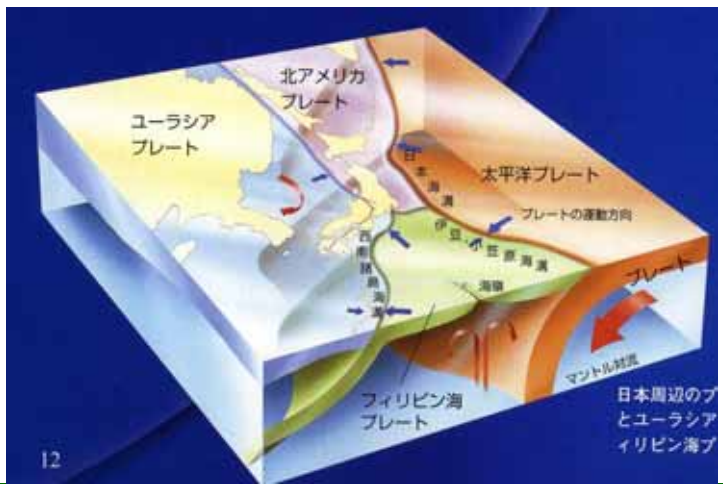 北アメリカ
プレート
ユーラシア
プレート
太平洋プレート
日本海溝
プレートの運動方向
伊豆・小笠原海溝
西南諸島海溝
海嶺
プレート
マントル対流
フィリピン海
プレート
日本周辺のプ
とユーラシア
ィリピン海プ
12